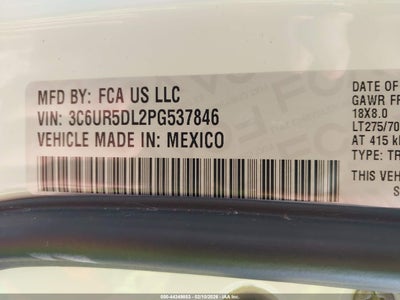 MFD BY: FCA US LLC
VIN: 3C6UR5DL2PG537846
VEHICLE MADE IN: MEXICO
DATE OF
GAWR FR
18X8.0
LT275/70
AT 415 k
TYPE: TR
THIS VEH
S